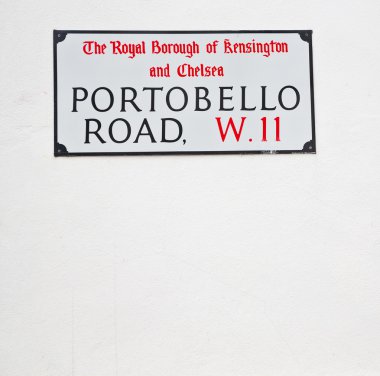 The Royal Borough of Kensington
and Chelsea
PORTOBELLO
ROAD, W.11